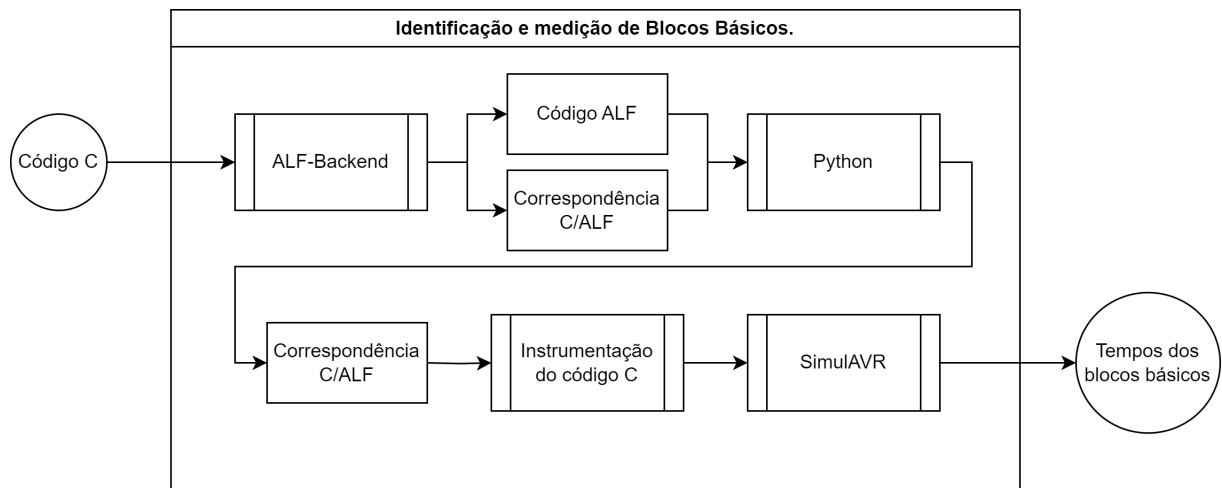 Identificação e medição de Blocos Básicos.
Código C
ALF-Backend
Código ALF
Correspondência
C/ALF
Python
Correspondência
C/ALF
Instrumentação
do código C
SimulAVR
Tempos dos
blocos básicos